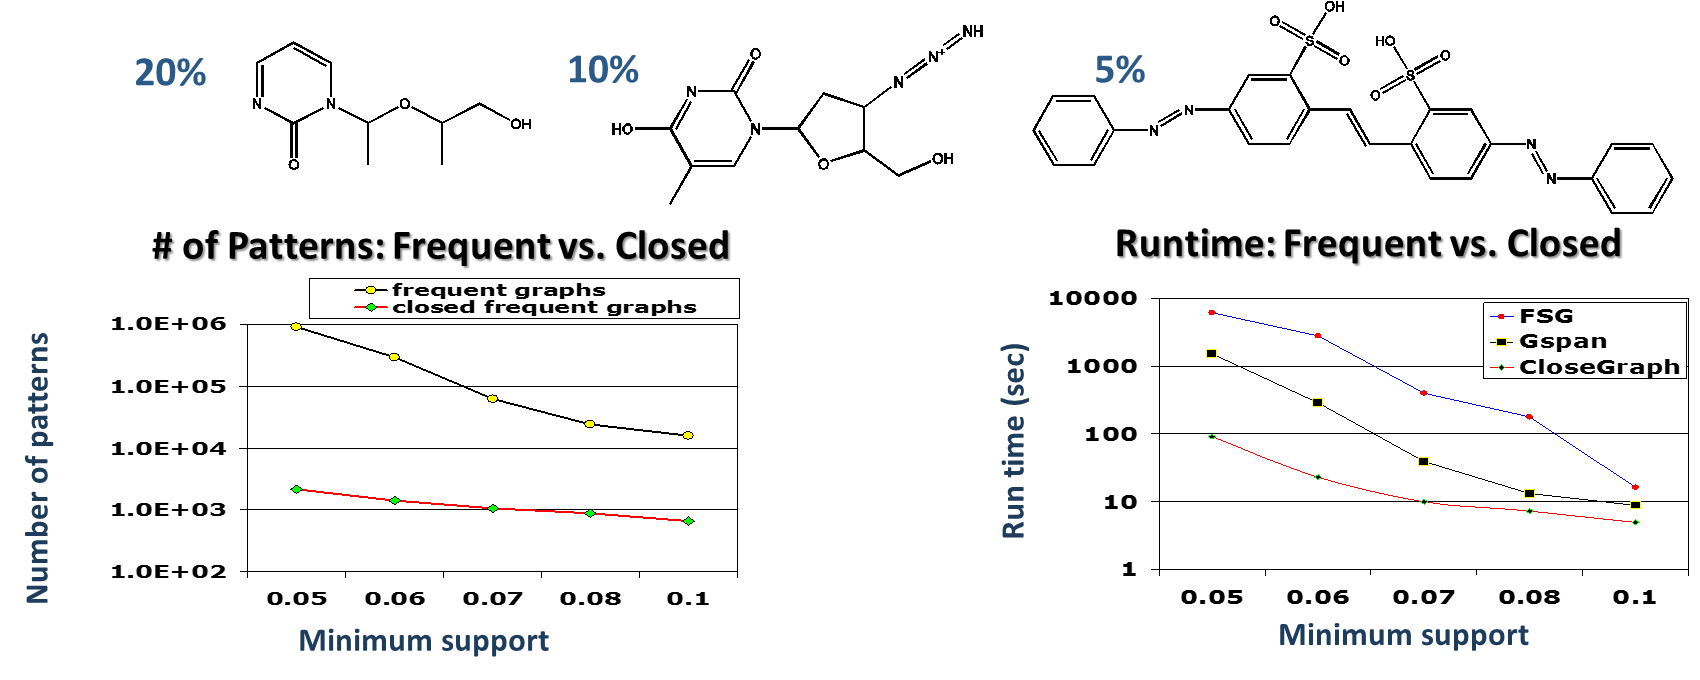 20%
N
N
O
O
OH
10%
HO
N
O
N
N
N+
NH
O
OH
5%
N
N
O
S
OH
O
HO
S
O
O
N
N
# of Patterns: Frequent vs. Closed
frequent graphs
closed frequent graphs
Number of patterns
1.0E+06
1.0E+05
1.0E+04
1.0E+03
1.0E+02
0.05 0.06 0.07 0.08 0.1
Minimum support
Runtime: Frequent vs. Closed
FSG
Gspan
CloseGraph
Run time (sec)
10000
1000
100
10
1
0.05 0.06 0.07 0.08 0.1
Minimum support